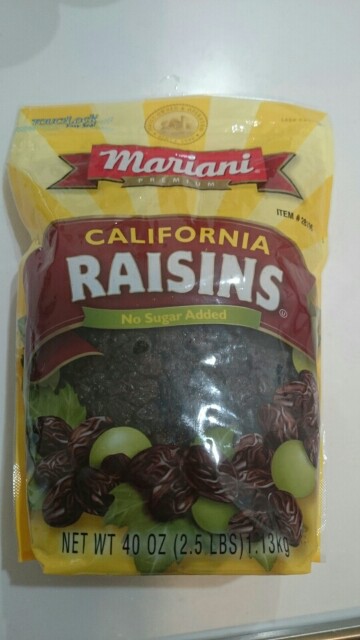 Mariani
PREMIUM
ITEM #
CALIFORNIA
RAISINS®
No Sugar Added
NET WT 40 OZ (2.5 LBS) 1.13kg